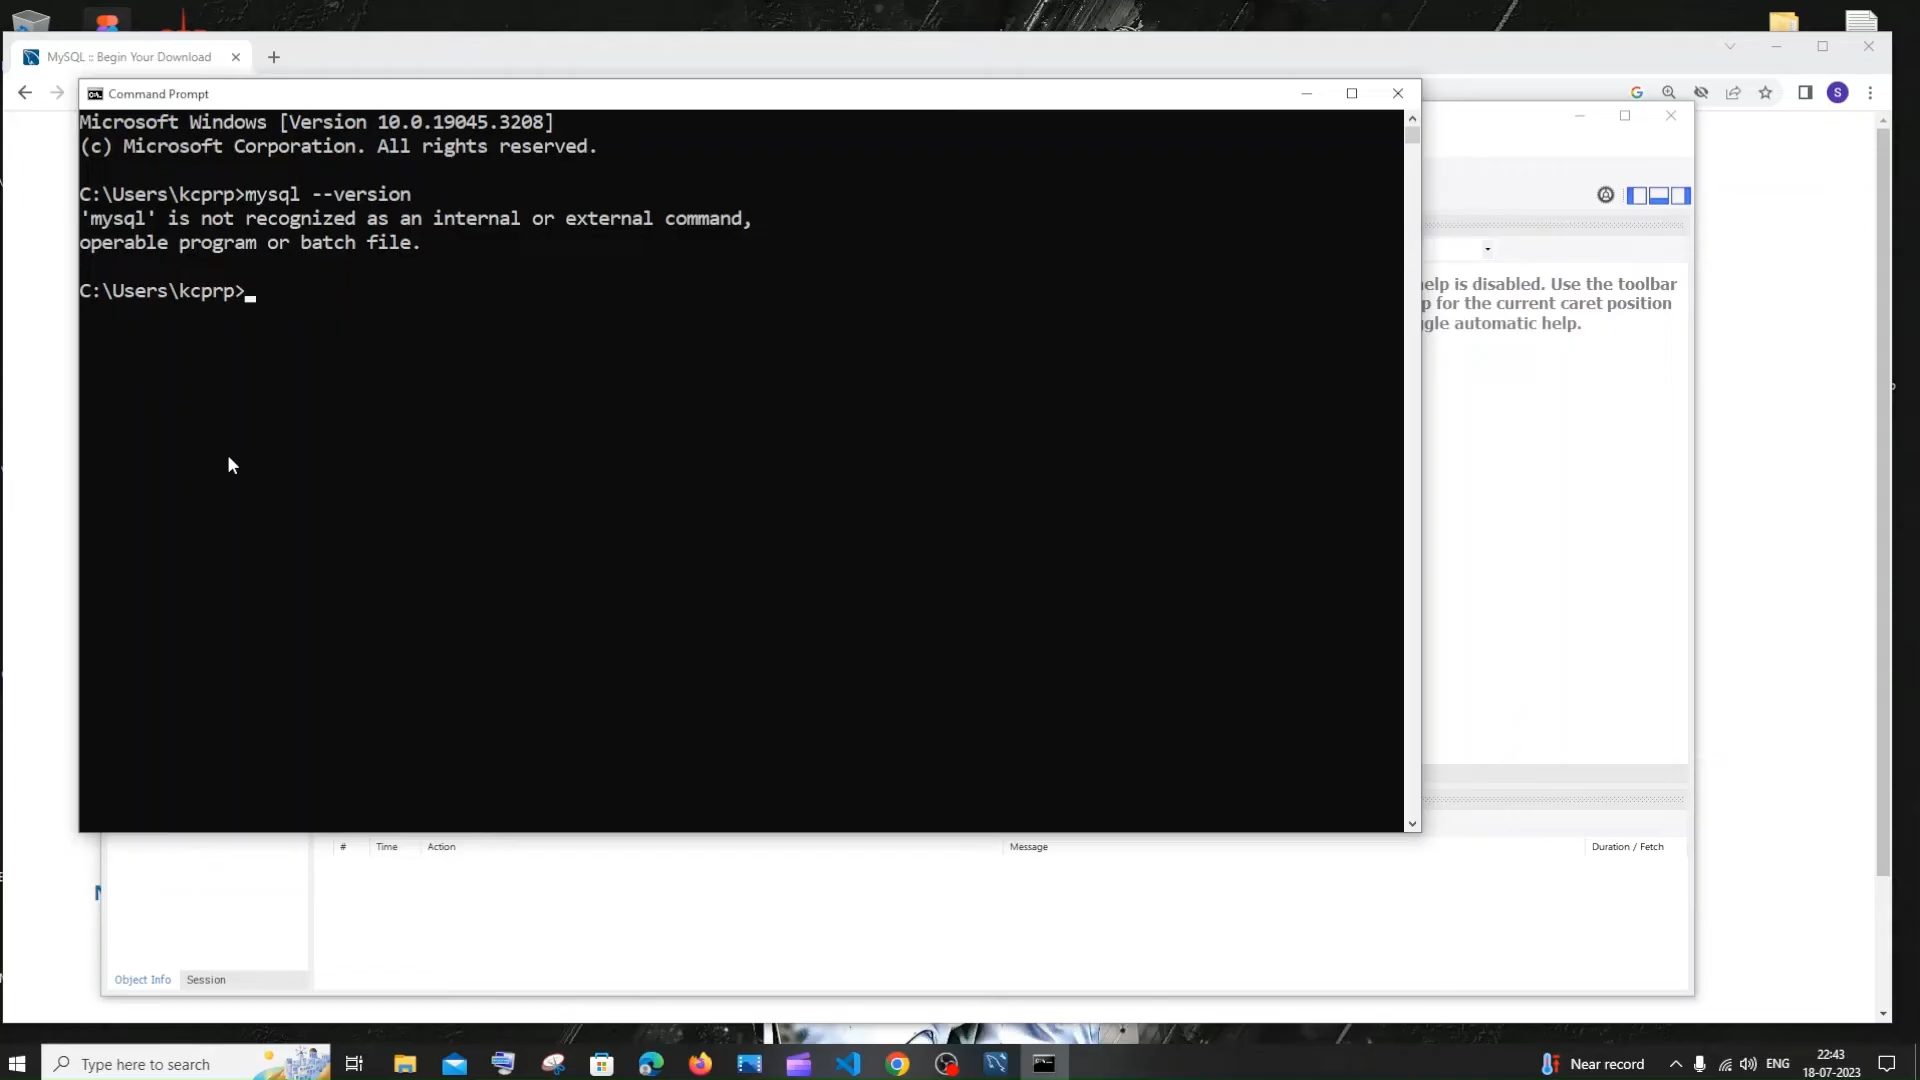 MySQL :: Begin Your Download
S
Command Prompt
Microsoft Windows [Version 10.0.19045.3208]
(c) Microsoft Corporation. All rights reserved.
C:\Users\kcprp>mysql --version
'mysql' is not recognized as an internal or external command,
operable program or batch file.
C:\Users\kcprp>
elp is disabled. Use the toolbar
p for the current caret position
gle automatic help.
# Time Action Message Duration / Fetch
Object Info Session
Type here to search
Near record
ENG
22:43
18-07-2023